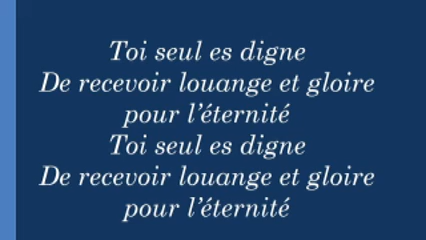 Toi seul es digne
De recevoir louange et gloire
pour l’éternité
Toi seul es digne
De recevoir louange et gloire
pour l’éternité